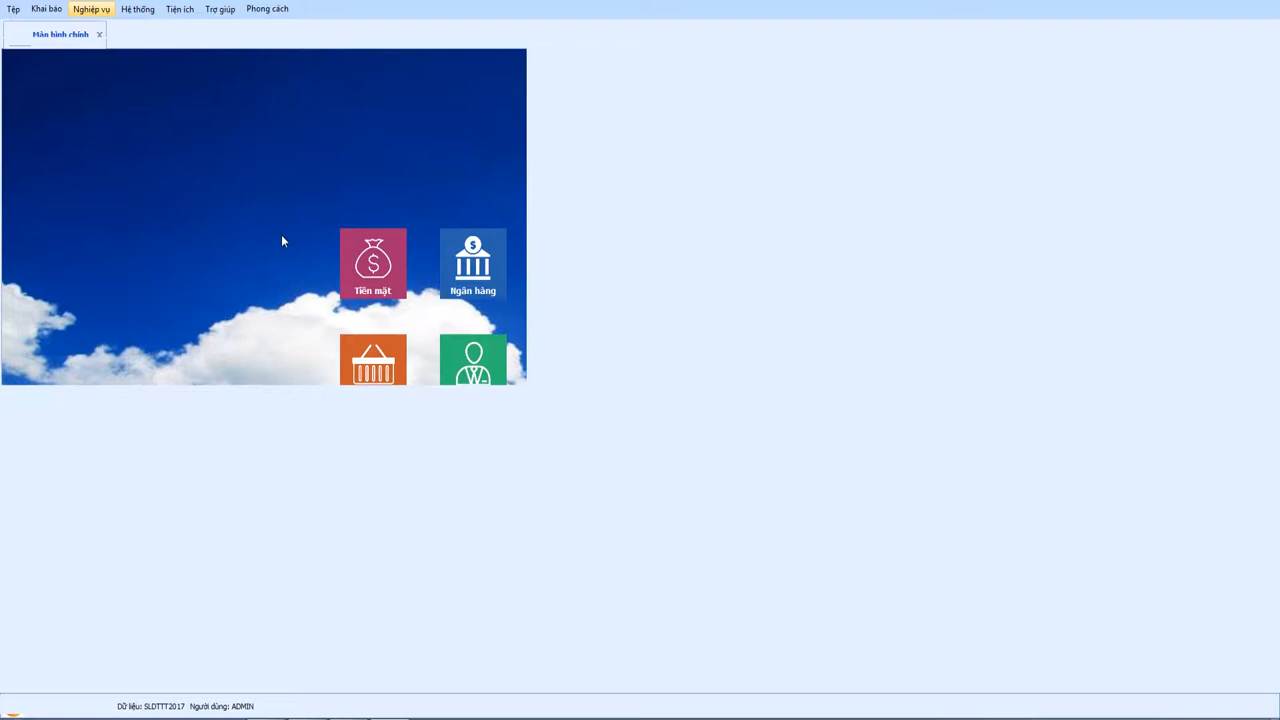 Tệp Khai báo Nghiệp vụ Hệ thống Tiện ích Trợ giúp Phong cách
Màn hình chính x
$ $
Tiền mặt Ngân hàng
Dữ liệu: SLDTTT2017 Người dùng: ADMIN